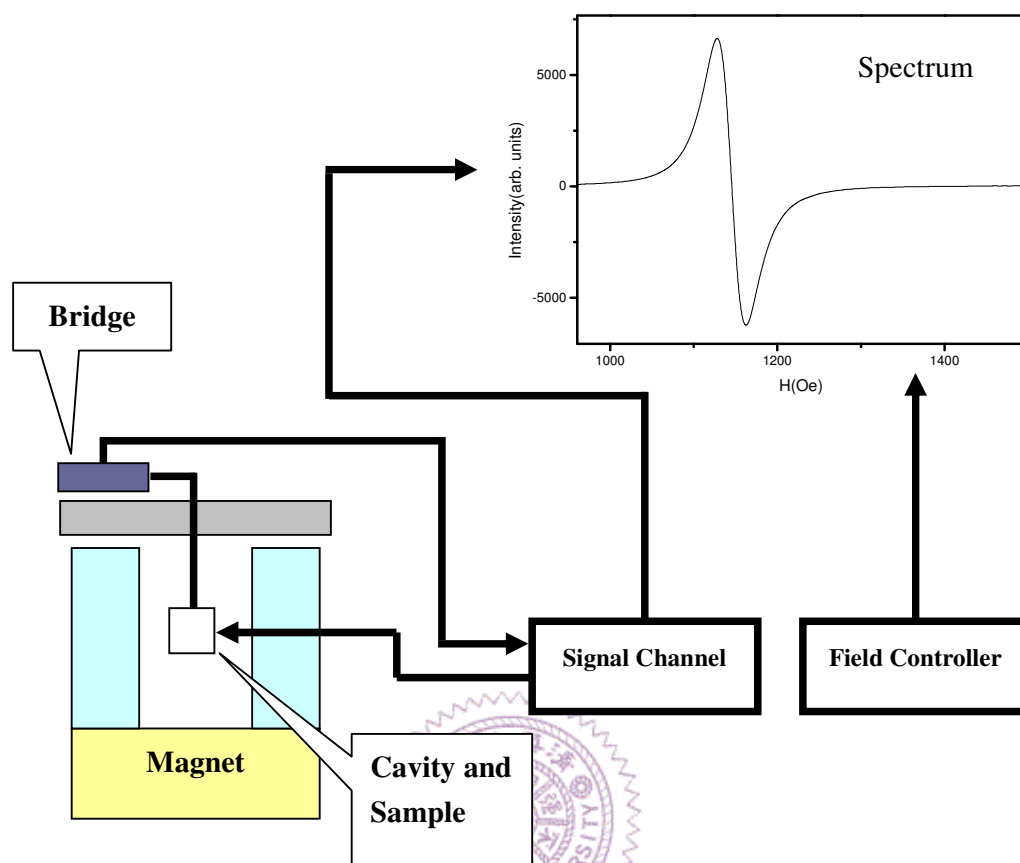 Spectrum
5000
0
-5000
Intensity(arb. units)
1000
1200
1400
H(Oe)
Bridge
Signal Channel
Field Controller
Magnet
Cavity and
Sample